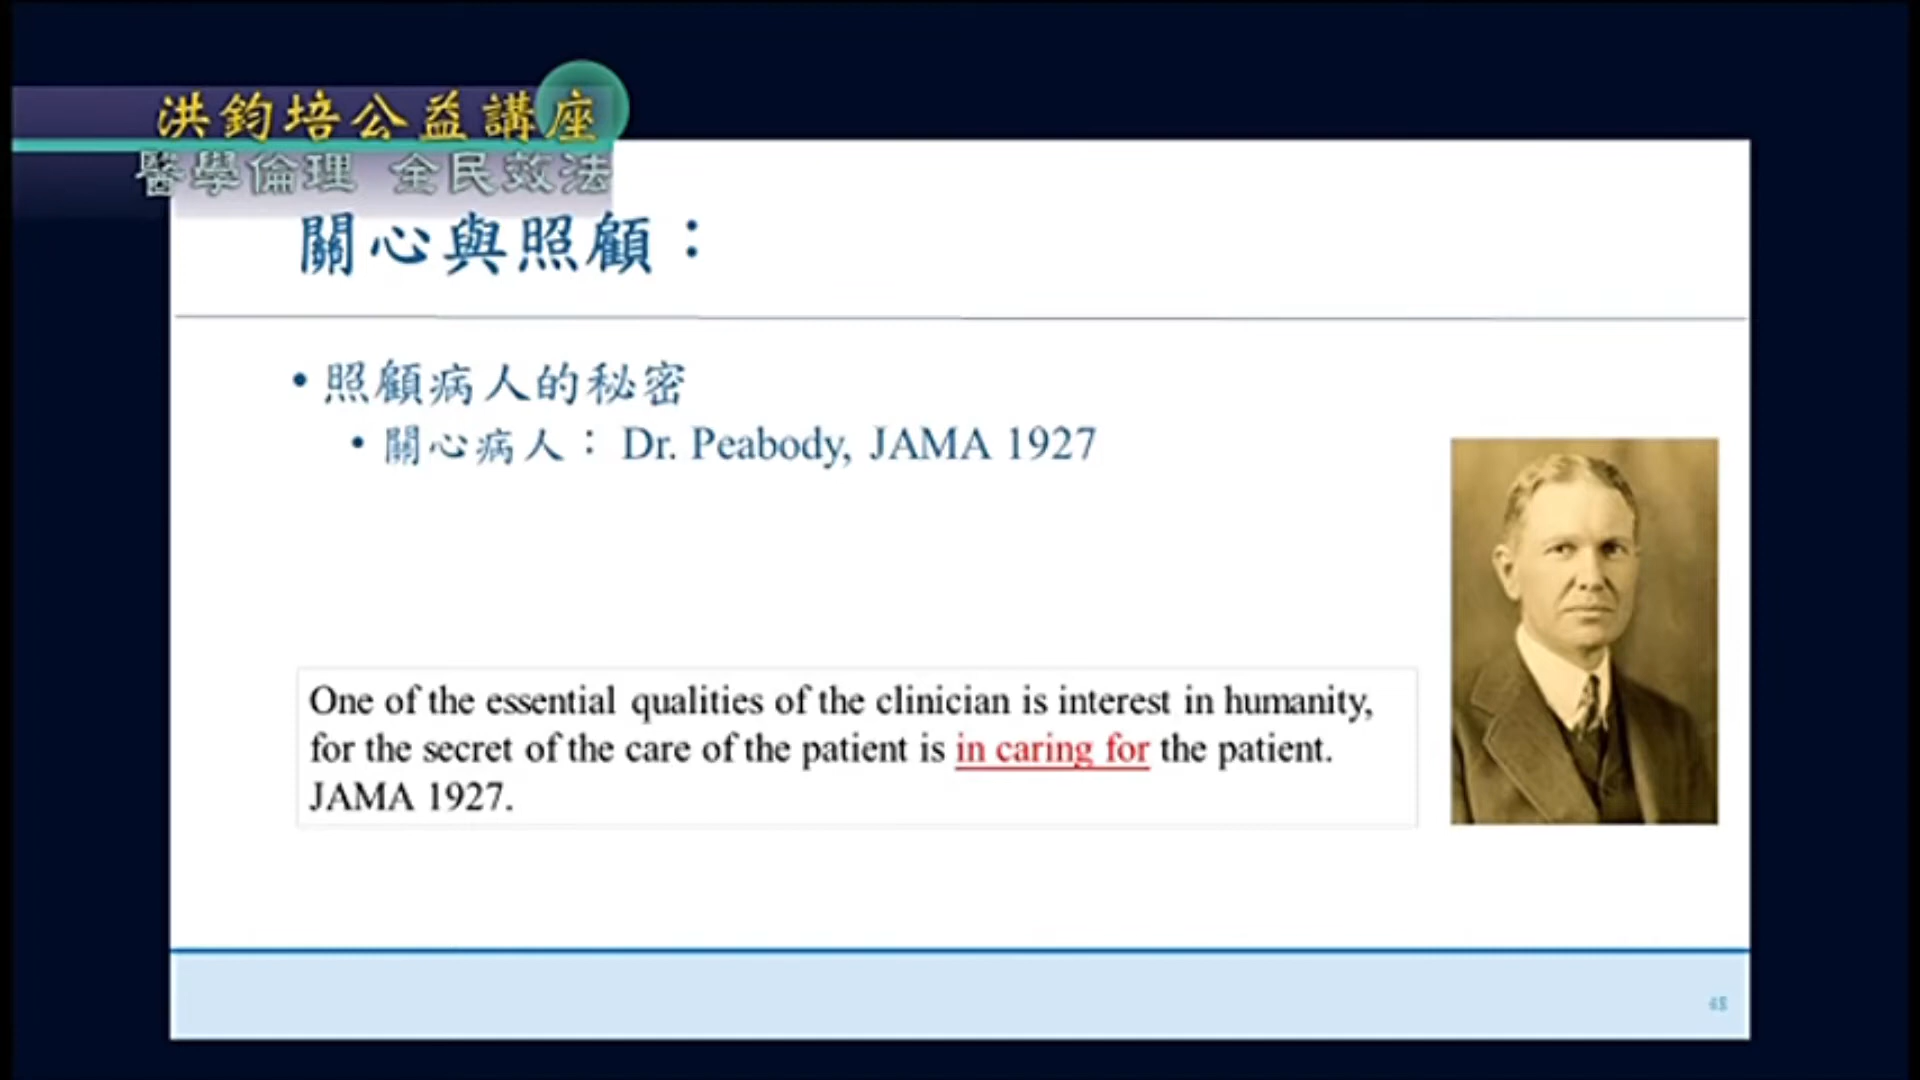 洪鈞培公益講座
醫學倫理 全民效法
關心與照顧：
• 照顧病人的秘密
• 關心病人： Dr. Peabody, JAMA 1927
One of the essential qualities of the clinician is interest in humanity,
for the secret of the care of the patient is in caring for the patient.
JAMA 1927.
48